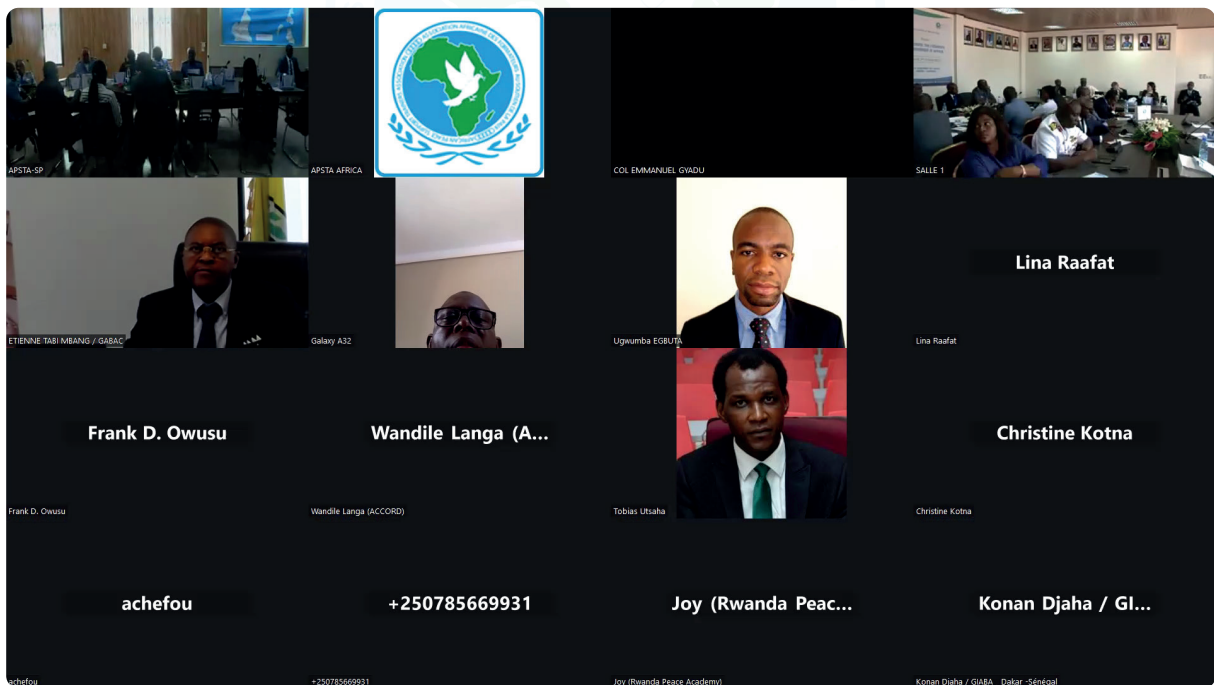 APSTA-SP
APSTA AFRICA
COL EMMANUEL GYADU
SALLE 1
ETIENNE TABI MBANG / GABAC
Galaxy A32
Ugwumba EGBUTA
Lina Raafat
Lina Raafat
Frank D. Owusu
Frank D. Owusu
Wandile Langa (A...
Wandile Langa (ACCORD)
Tobias Utsaha
Christine Kotna
Christine Kotna
achefou
achefou
+250785669931
+250785669931
Joy (Rwanda Peac...
Joy (Rwanda Peace Academy)
Konan Djaha / GI...
Konan Djaha / GIABA Dakar -Sénégal